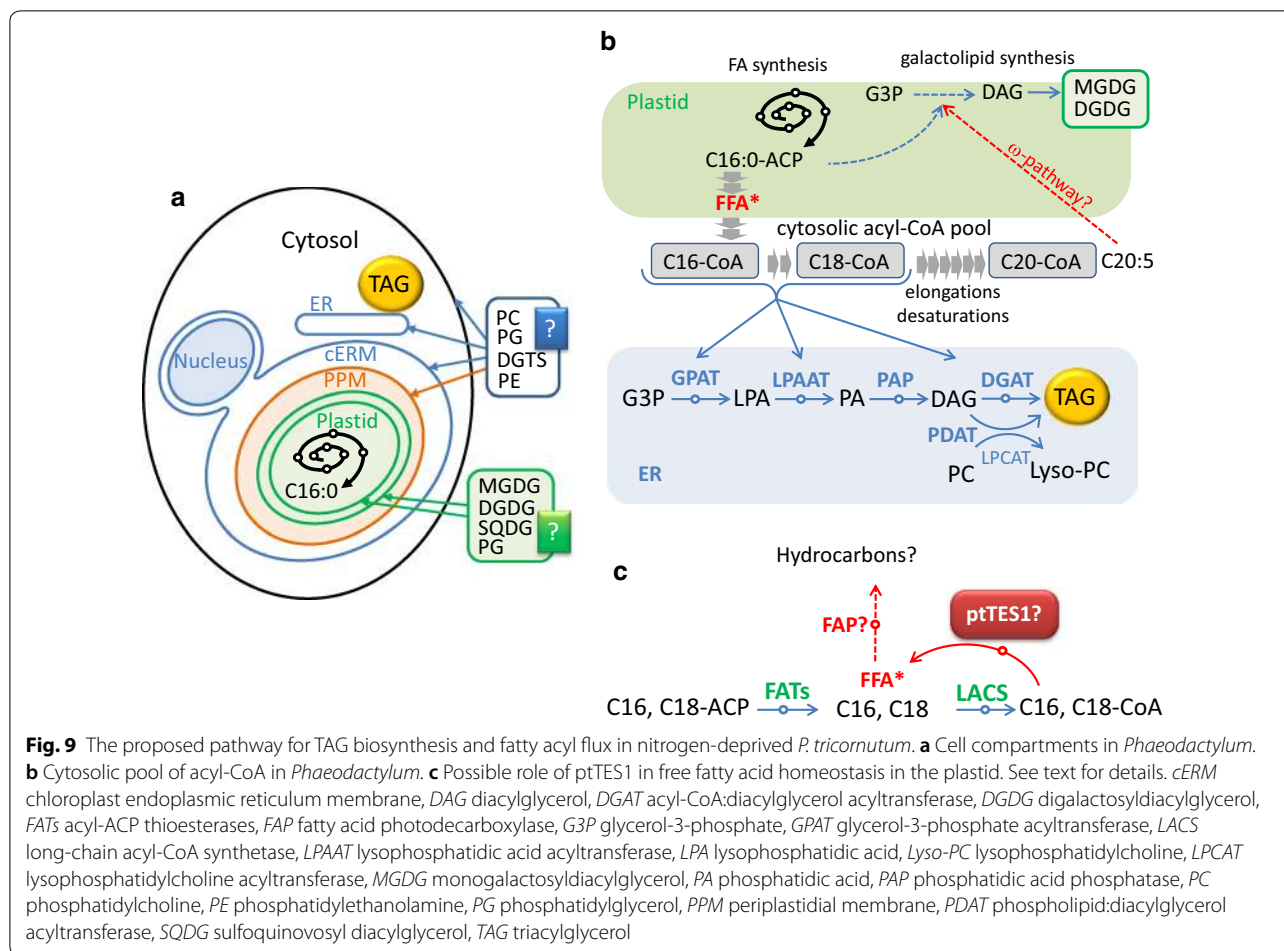 a
Cytosol
TAG
ER
Nucleus
cERM
PPM
Plastid
C16:0
PC
PG
DGTS
PE
?
MGDG
DGDG
SQDG
PG
?
b
FA synthesis
galactolipid synthesis
Plastid
G3P
DAG
MGDG
DGDG
C16:0-ACP
FFA*
ω-pathway?
cytosolic acyl-CoA pool
C16-CoA
C18-CoA
C20-CoA
C20:5
elongations
desaturations
GPAT
LPAAT
PAP
DGAT
G3P
LPA
PA
DAG
TAG
PDAT
LPCAT
PC
Lyso-PC
ER
c
Hydrocarbons?
FAP?
ptTES1?
FFA*
FATs
LACS
C16, C18-ACP
C16, C18
C16, C18-CoA
Fig. 9 The proposed pathway for TAG biosynthesis and fatty acyl flux in nitrogen-deprived P. tricornutum. a Cell compartments in Phaeodactylum.
b Cytosolic pool of acyl-CoA in Phaeodactylum. c Possible role of ptTES1 in free fatty acid homeostasis in the plastid. See text for details. cERM
chloroplast endoplasmic reticulum membrane, DAG diacylglycerol, DGAT acyl-CoA:diacylglycerol acyltransferase, DGDG digalactosyldiacylglycerol,
FATs acyl-ACP thioesterases, FAP fatty acid photodecarboxylase, G3P glycerol-3-phosphate, GPAT glycerol-3-phosphate acyltransferase, LACS
long-chain acyl-CoA synthetase, LPAAT lysophosphatidic acid acyltransferase, LPA lysophosphatidic acid, Lyso-PC lysophosphatidylcholine, LPCAT
lysophosphatidylcholine acyltransferase, MGDG monogalactosyldiacylglycerol, PA phosphatidic acid, PAP phosphatidic acid phosphatase, PC
phosphatidylcholine, PE phosphatidylethanolamine, PG phosphatidylglycerol, PPM periplastidial membrane, PDAT phospholipid:diacylglycerol
acyltransferase, SQDG sulfoquinovosyl diacylglycerol, TAG triacylglycerol